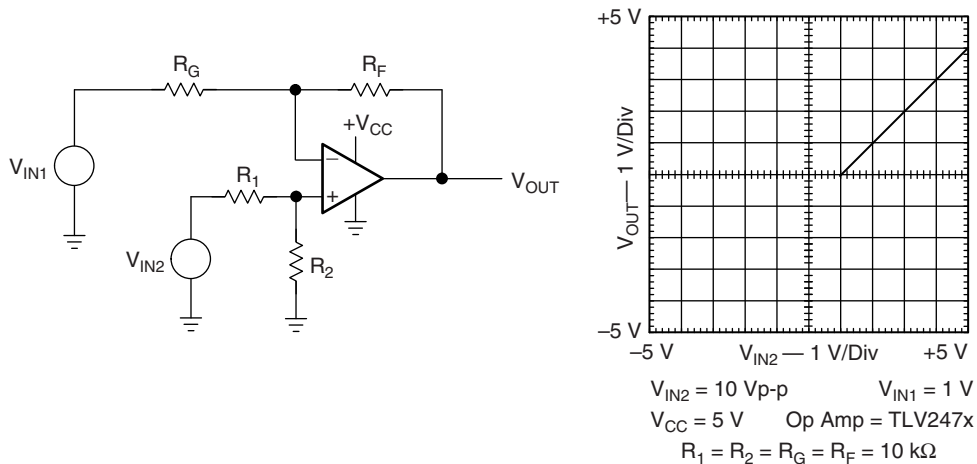 R_G
R_F
+V_CC
V_IN1
R_1
−
+
V_OUT
V_IN2
R_2
+5 V
V_OUT — 1 V/Div
−5 V
−5 V
V_IN2 — 1 V/Div
+5 V
V_IN2 = 10 Vp-p V_IN1 = 1 V
V_CC = 5 V Op Amp = TLV247x
R_1 = R_2 = R_G = R_F = 10 kΩ